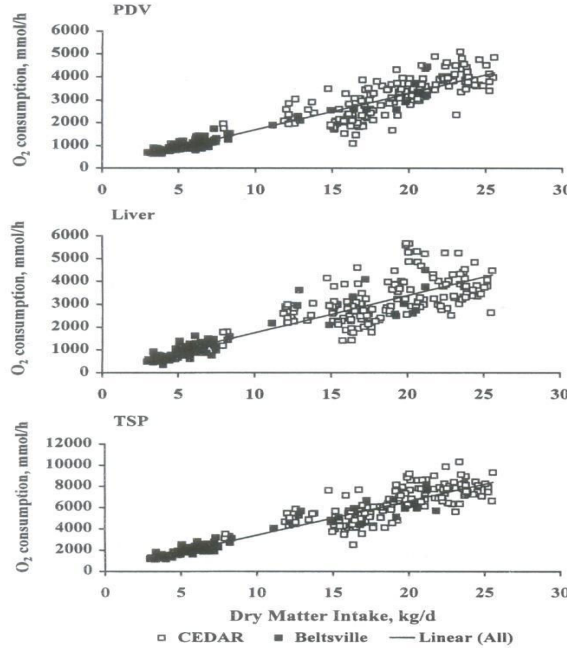 PDV
6000
5000
4000
3000
2000
1000
0
O2 consumption, mmol/h
0 5 10 15 20 25 30
Liver
6000
5000
4000
3000
2000
1000
0
O2 consumption, mmol/h
0 5 10 15 20 25 30
TSP
12000
10000
8000
6000
4000
2000
0
O2 consumption, mmol/h
0 5 10 15 20 25 30
Dry Matter Intake, kg/d
CEDAR Beltsville Linear (All)